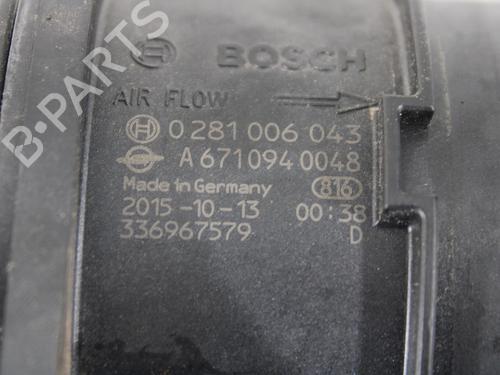 BOSCH
AIR FLOW
0 281 006 043
A 671 094 0048
Made in Germany 816
2015-10-13 00:38
336967579 D
B-PARTS